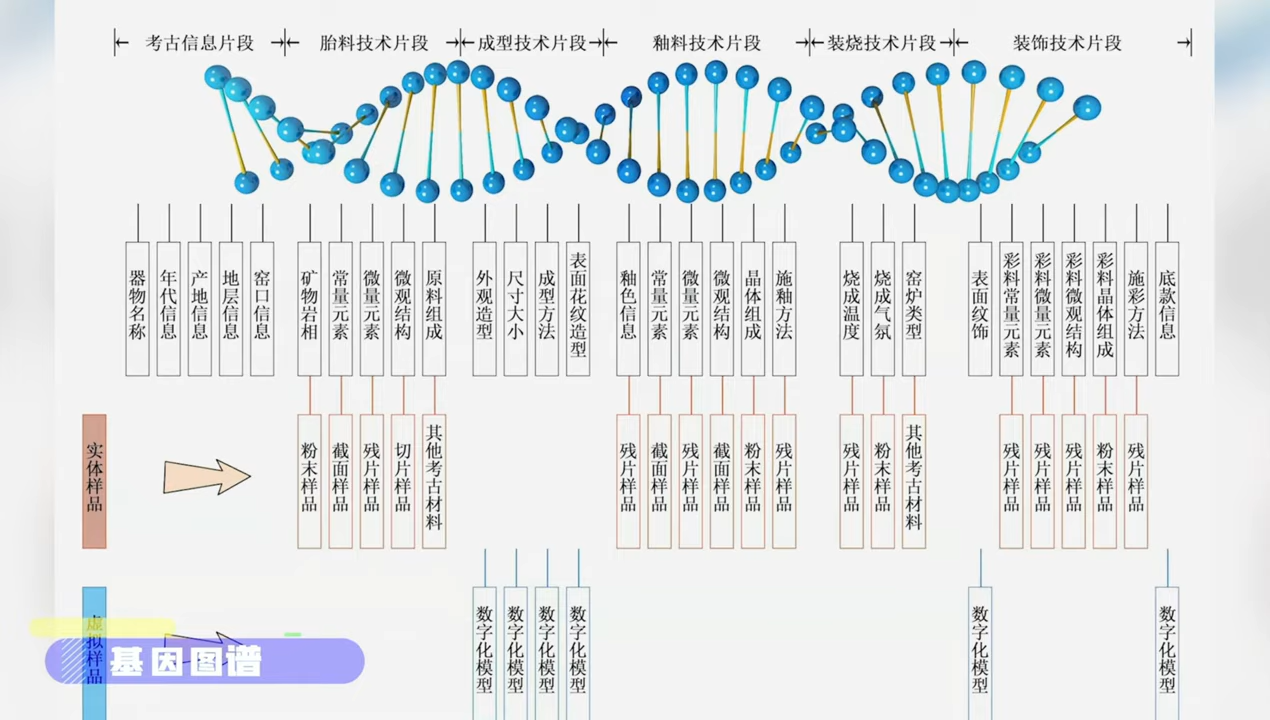 考古信息片段
胎料技术片段
成型技术片段
釉料技术片段
装烧技术片段
装饰技术片段
器物名称
年代信息
产地信息
地层信息
窑口信息
矿物岩相
常量元素
微量元素
微观结构
原料组成
外观造型
尺寸大小
成型方法
表面花纹造型
釉色信息
常量元素
微量元素
微观结构
晶体组成
施釉方法
烧成温度
烧成气氛
窑炉类型
表面纹饰
彩料常量元素
彩料微量元素
彩料微观结构
彩料晶体组成
施彩方法
底款信息
实体样品
粉末样品
截面样品
残片样品
切片样品
其他考古材料
残片样品
截面样品
残片样品
截面样品
粉末样品
残片样品
残片样品
粉末样品
其他考古材料
残片样品
残片样品
残片样品
粉末样品
残片样品
虚拟样品
数字化模型
数字化模型
数字化模型
数字化模型
数字化模型
数字化模型
基因图谱